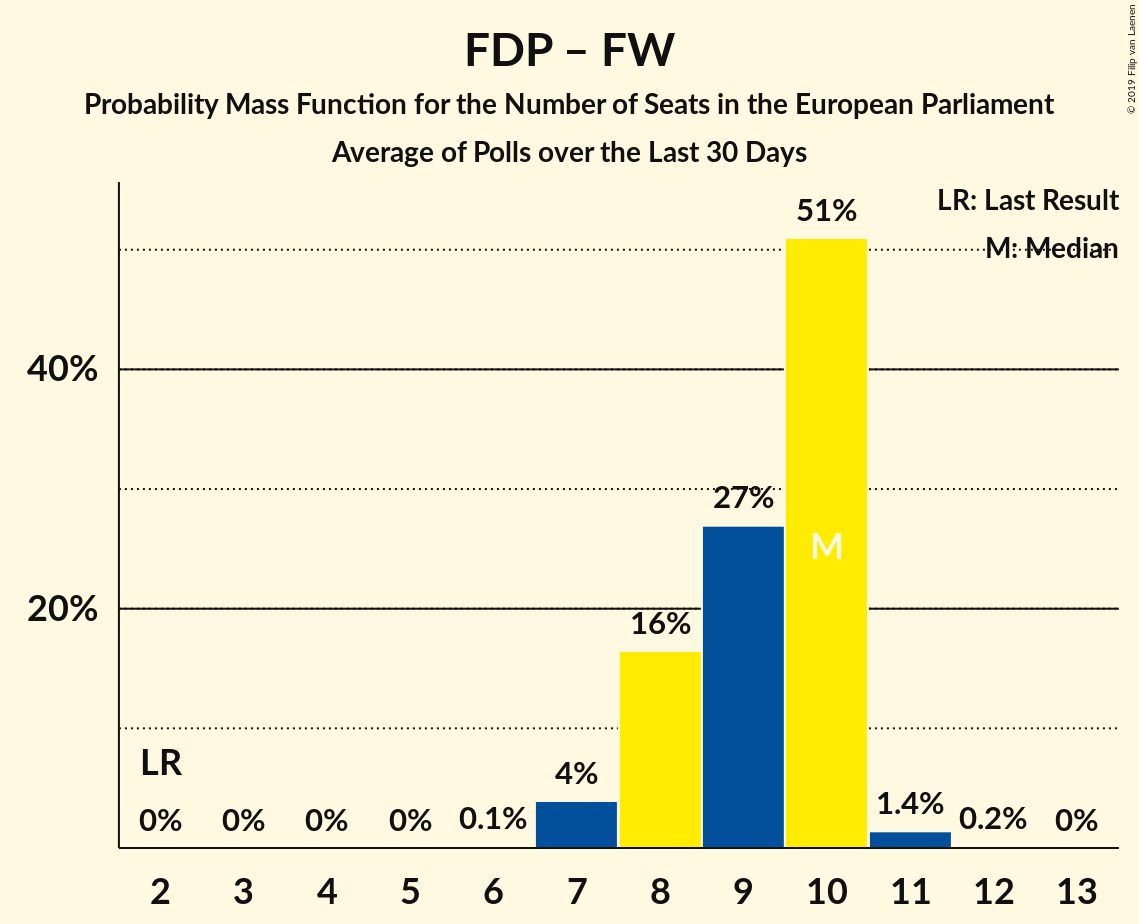 FDP – FW
Probability Mass Function for the Number of Seats in the European Parliament
Average of Polls over the Last 30 Days
© 2019 Filip van Laenen
LR: Last Result
M: Median
51%
40%
27%
M
20%
16%
LR
4%
0% 0% 0% 0% 0.1% 1.4% 0.2% 0%
2 3 4 5 6 7 8 9 10 11 12 13